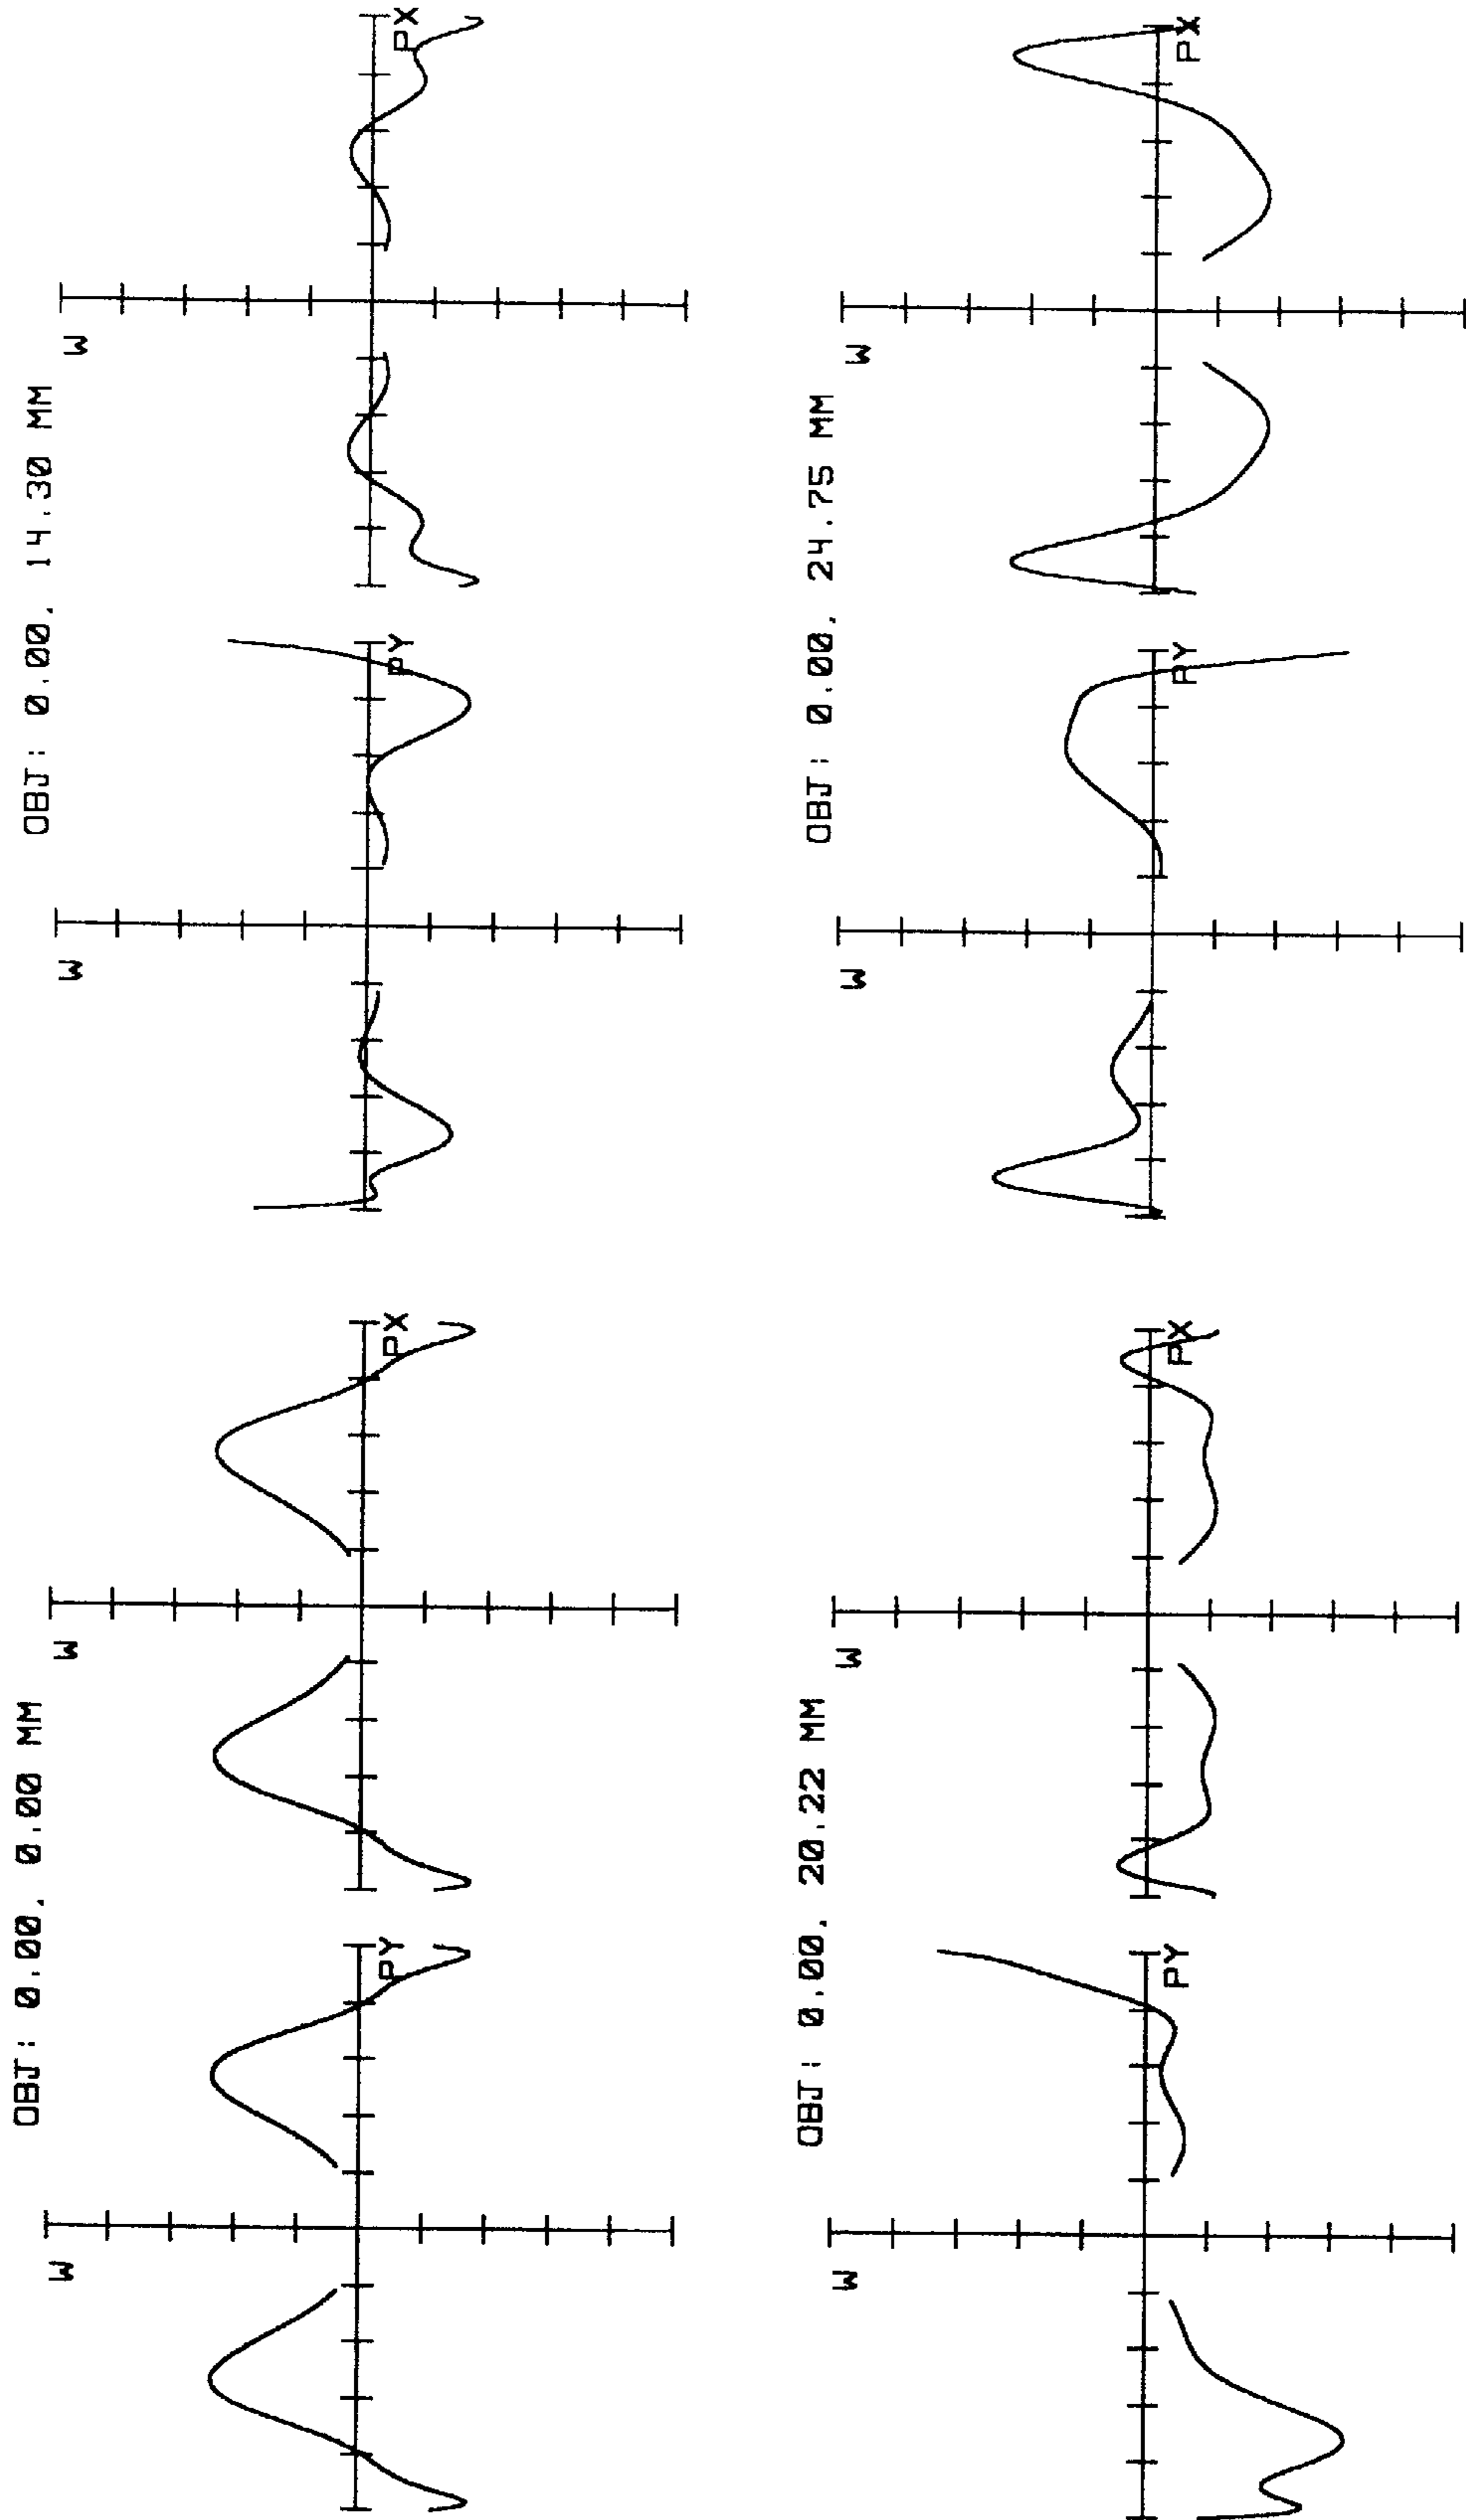 OBJ: 0.00, 0.00 MM
W
PY
W
PX
OBJ: 0.00, 14.30 MM
W
PY
W
PX
OBJ: 0.00, 20.22 MM
W
PY
W
PX
OBJ: 0.00, 24.75 MM
W
PY
W
PX